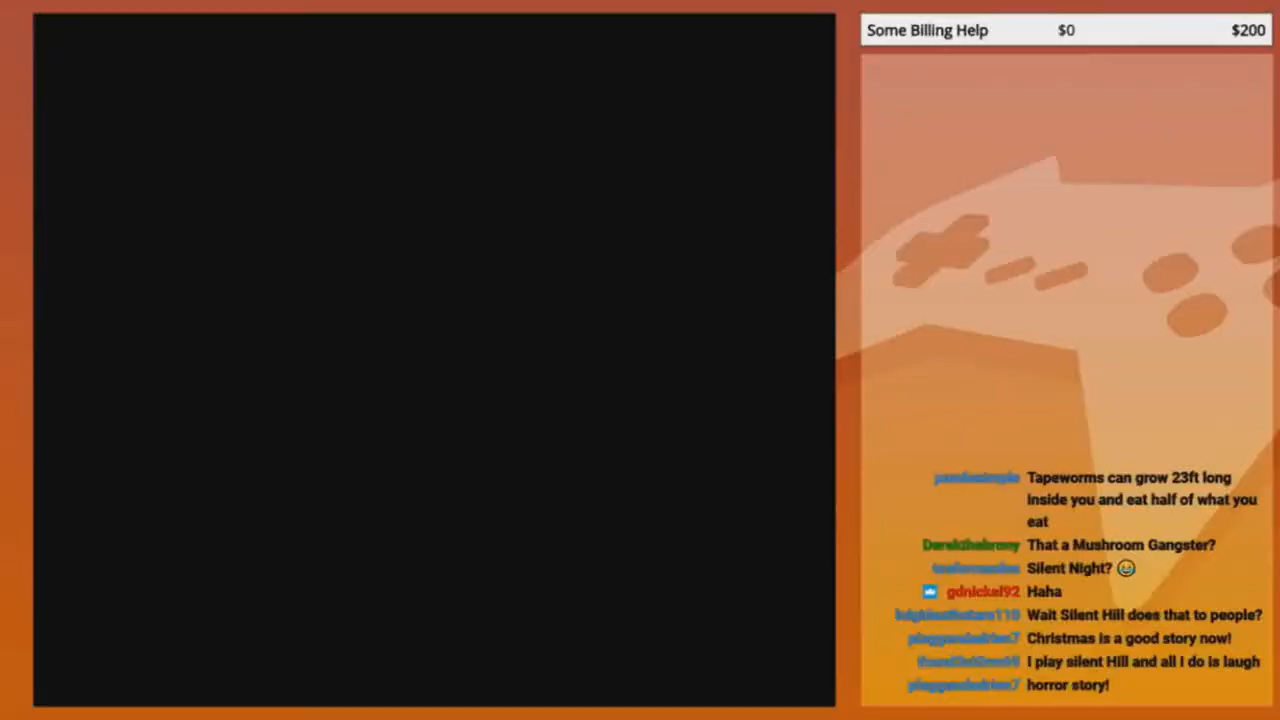 Some Billing Help $0 $200
Tapeworms can grow 23ft long
inside you and eat half of what you
eat
Derekthebrony That a Mushroom Gangster?
Silent Night? 😂
gdnickel92 Haha
Wait Silent Hill does that to people?
Christmas is a good story now!
I play silent Hill and all I do is laugh
horror story!